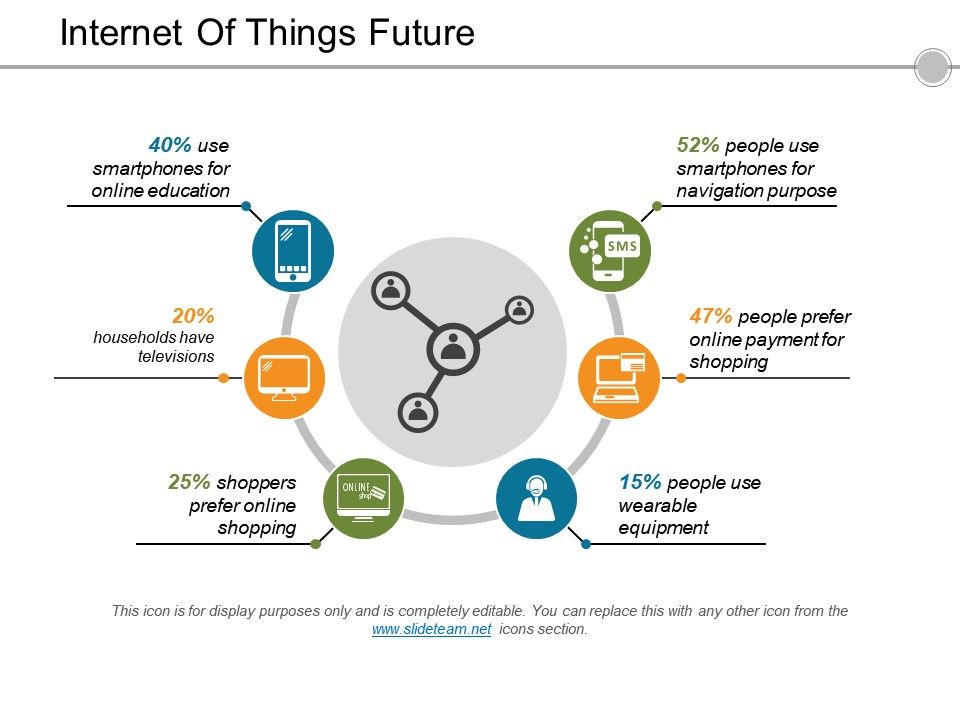 Internet Of Things Future
40% use
smartphones for
online education
52% people use
smartphones for
navigation purpose
SMS
20%
households have
televisions
47% people prefer
online payment for
shopping
25% shoppers
prefer online
shopping
ONLINE
shop
15% people use
wearable
equipment
This icon is for display purposes only and is completely editable. You can replace this with any other icon from the
www.slideteam.net icons section.